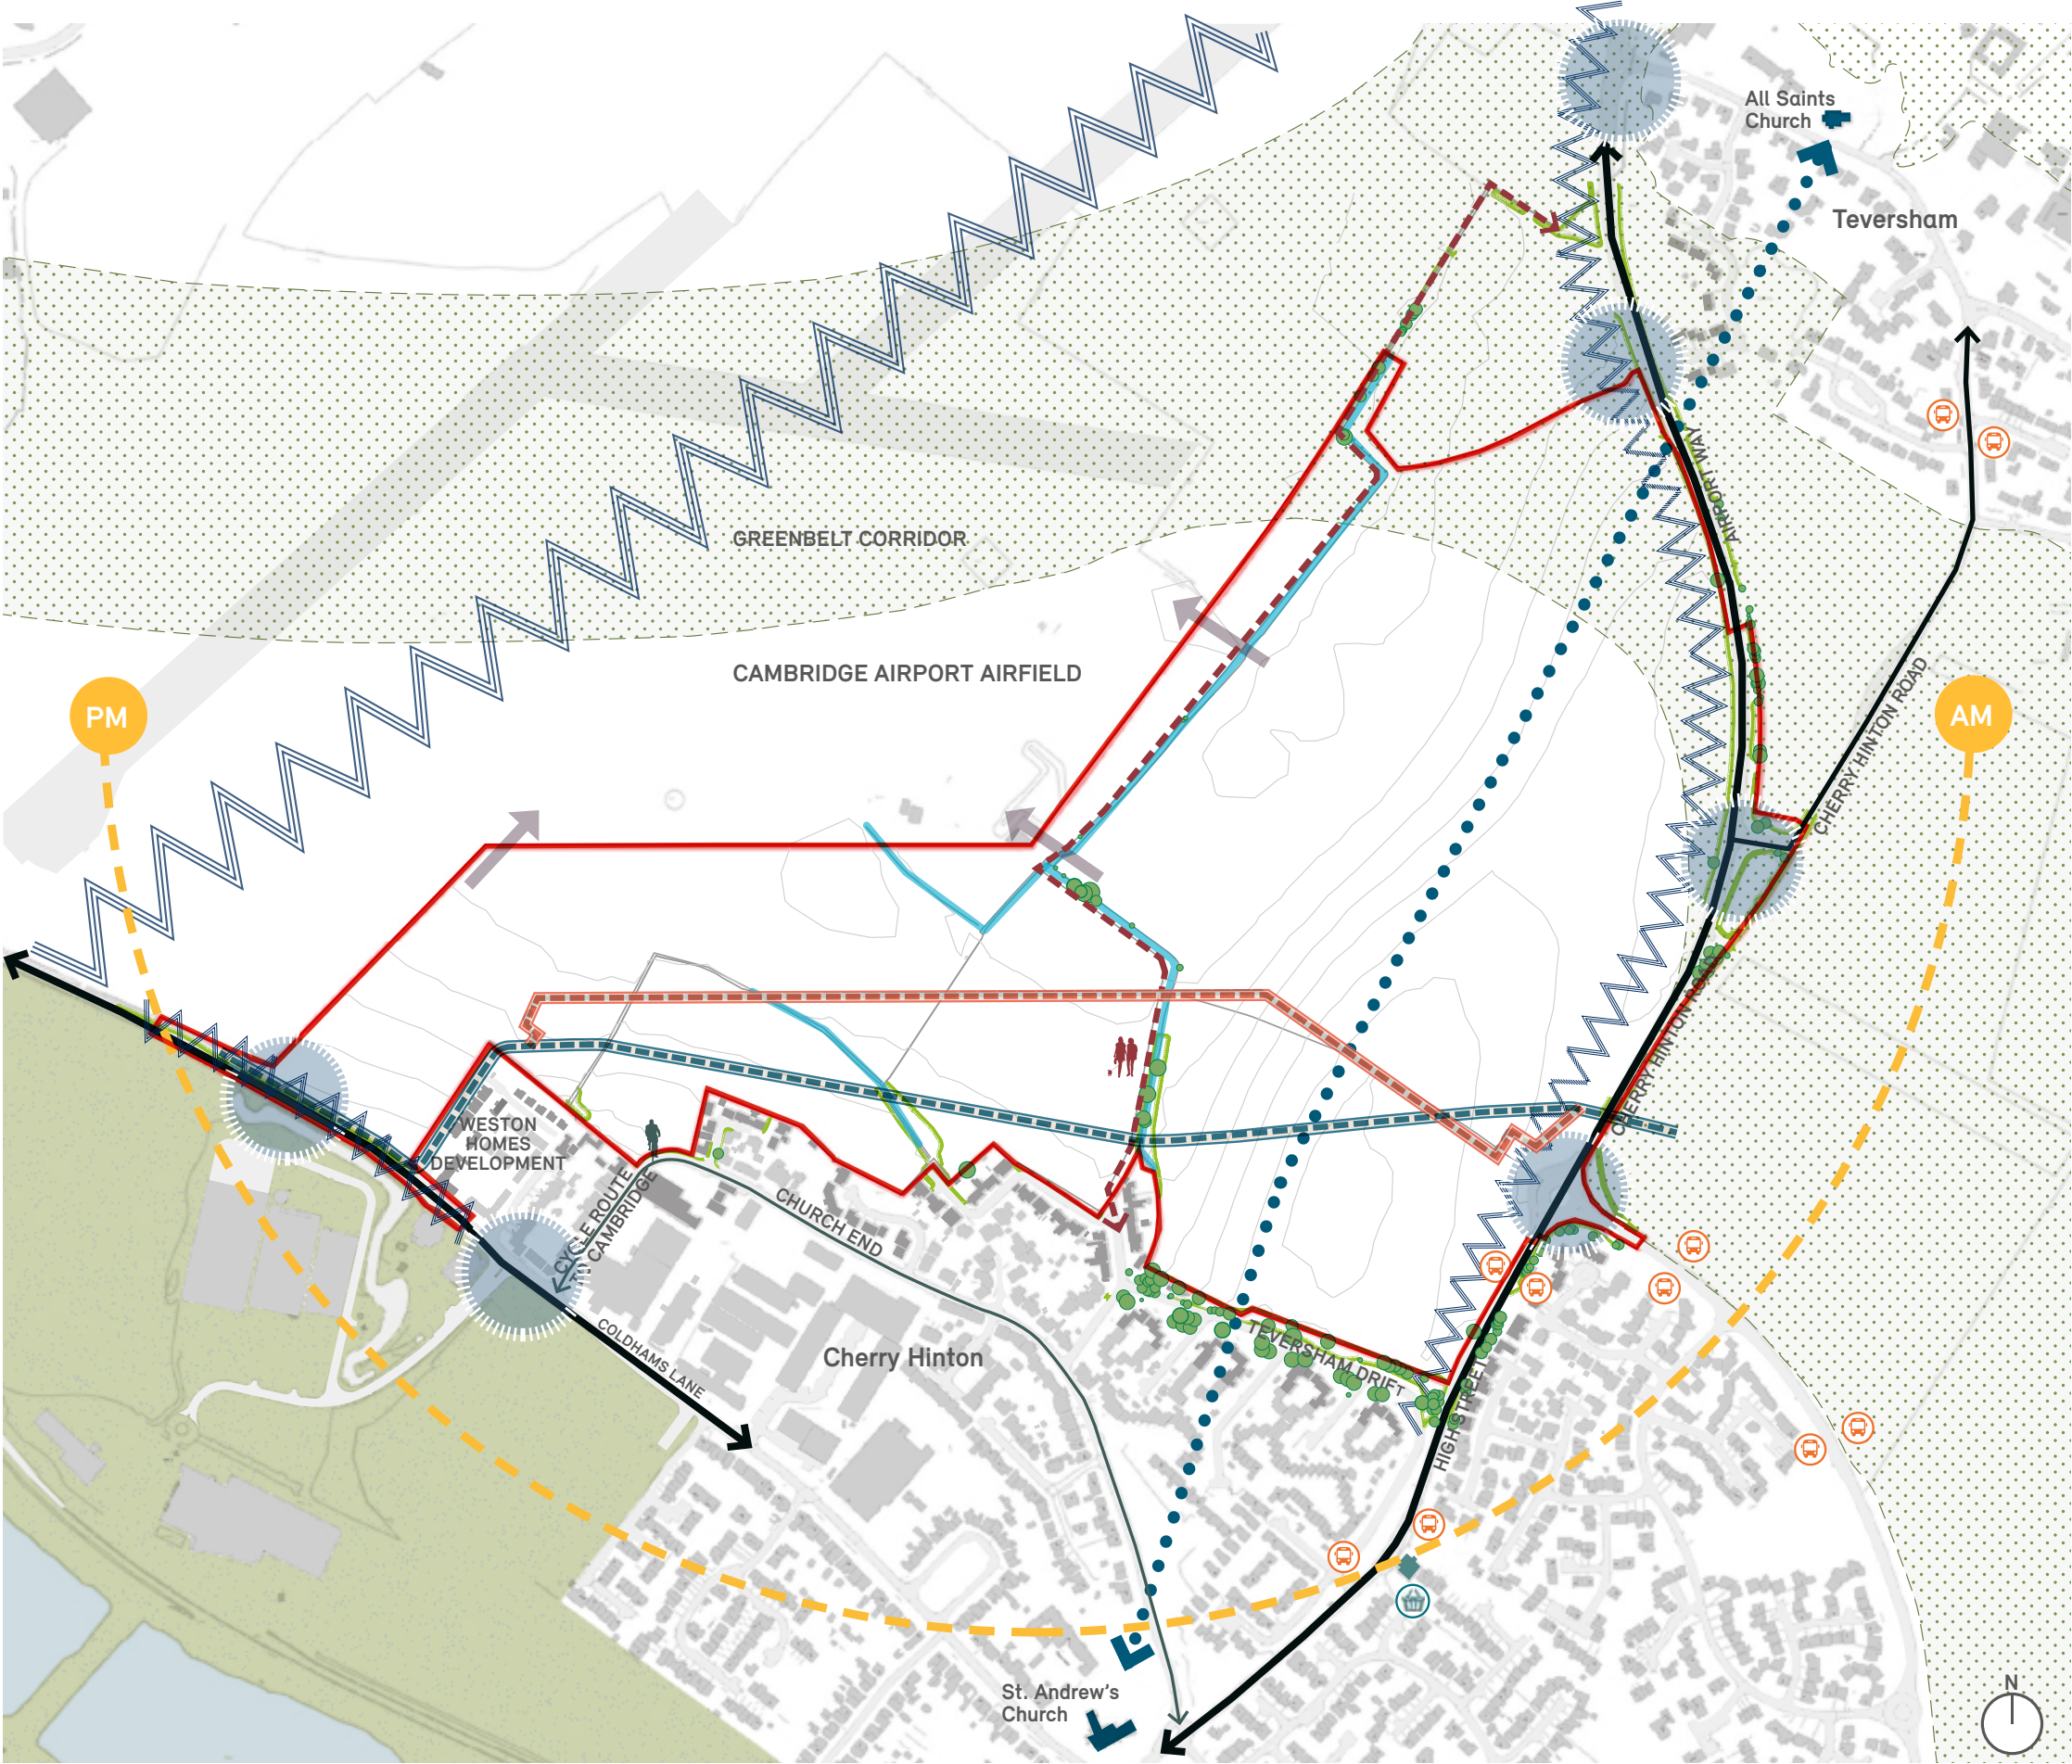 All Saints
Church
Teversham
AIRPORT WAY
GREENBELT CORRIDOR
CAMBRIDGE AIRPORT AIRFIELD
PM
AM
CHERRY HINTON ROAD
CHERRY HINTON ROAD
WESTON
HOMES
DEVELOPMENT
CYCLE ROUTE
TO CAMBRIDGE
CHURCH END
COLDHAMS LANE
Cherry Hinton
TEVERSHAM DRIFT
HIGH STREET
St. Andrew's
Church
N